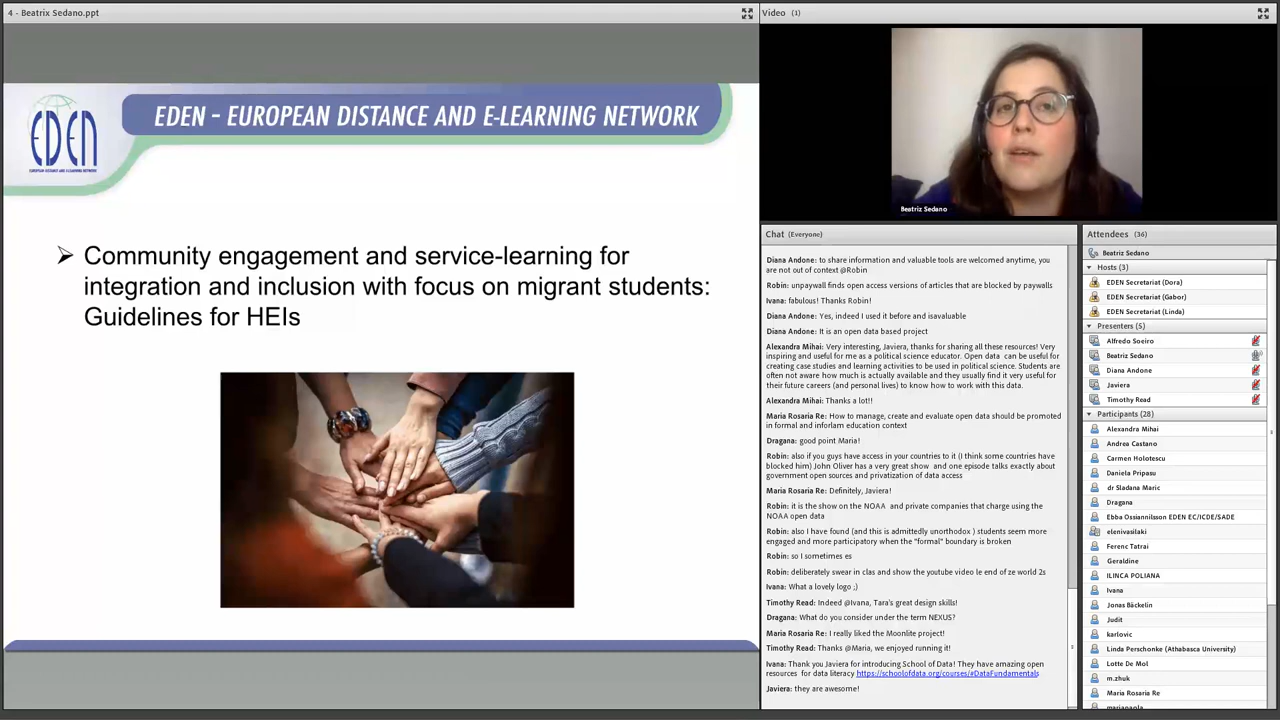 4 - Beatrix Sedano.ppt
EDEN
EUROPEAN DISTANCE AND E-LEARNING NETWORK
EDEN – EUROPEAN DISTANCE AND E-LEARNING NETWORK
Community engagement and service-learning for
integration and inclusion with focus on migrant students:
Guidelines for HEIs
Video (1)
Beatriz Sedano
Chat (Everyone)
Diana Andone: to share information and valuable tools are welcomed anytime, you
are not out of context @Robin
Robin: unpaywall finds open access versions of articles that are blocked by paywalls
Ivana: fabulous! Thanks Robin!
Diana Andone: Yes, indeed I used it before and isavaluable
Diana Andone: It is an open data based project
Alexandra Mihai: Very interesting, Javiera, thanks for sharing all these resources! Very
inspiring and useful for me as a political science educator. Open data can be useful for
creating case studies and learning activities to be used in political science. Students are
often not aware how much is actually available and they usually find it very useful for
their future careers (and personal lives) to know how to work with this data.
Alexandra Mihai: Thanks a lot!!
Maria Rosaria Re: How to manage, create and evaluate open data should be promoted
in formal and inforlam education context
Dragana: good point Maria!
Robin: also if you guys have access in your countries to it (I think some countries have
blocked him) John Oliver has a very great show and one episode talks exactly about
government open sources and privatization of data access
Maria Rosaria Re: Definitely, Javiera!
Robin: it is the show on the NOAA and private companies that charge using the
NOAA open data
Robin: also I have found (and this is admittedly unorthodox ) students seem more
engaged and more participatory when the "formal" boundary is broken
Robin: so I sometimes es
Robin: deliberately swear in clas and show the youtube video le end of ze world 2s
Ivana: What a lovely logo ;)
Timothy Read: Indeed @Ivana, Tara's great design skills!
Dragana: What do you consider under the term NEXUS?
Maria Rosaria Re: I really liked the Moonlite project!
Timothy Read: Thanks @Maria, we enjoyed running it!
Ivana: Thank you Javiera for introducing School of Data! They have amazing open
resources for data literacy https://schoolofdata.org/courses/#DataFundamentals
Javiera: they are awesome!
Attendees (36)
Beatriz Sedano
Hosts (3)
EDEN Secretariat (Dora)
EDEN Secretariat (Gabor)
EDEN Secretariat (Linda)
Presenters (5)
Alfredo Soeiro
Beatriz Sedano
Diana Andone
Javiera
Timothy Read
Participants (28)
Alexandra Mihai
Andrea Castano
Carmen Holotescu
Daniela Pripasu
dr Sladana Maric
Dragana
Ebba Ossiannilsson EDEN EC/ICDE/SADE
elenivasilaki
Ferenc Tatrai
Geraldine
ILINCA POLIANA
Ivana
Jonas Bäckelin
Judit
karlovic
Linda Perschonke (Athabasca University)
Lotte De Mol
m.zhuk
Maria Rosaria Re